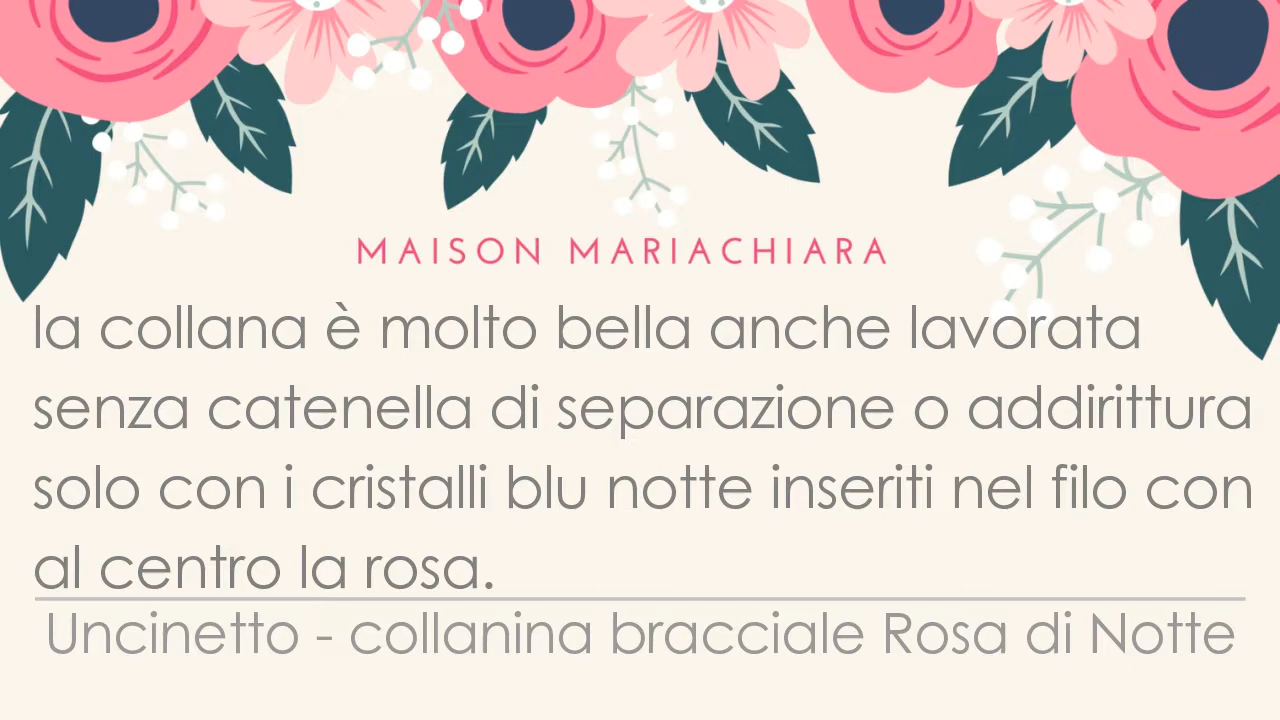 MAISON MARIACHIARA
la collana è molto bella anche lavorata
senza catenella di separazione o addirittura
solo con i cristalli blu notte inseriti nel filo con
al centro la rosa.
Uncinetto - collanina bracciale Rosa di Notte